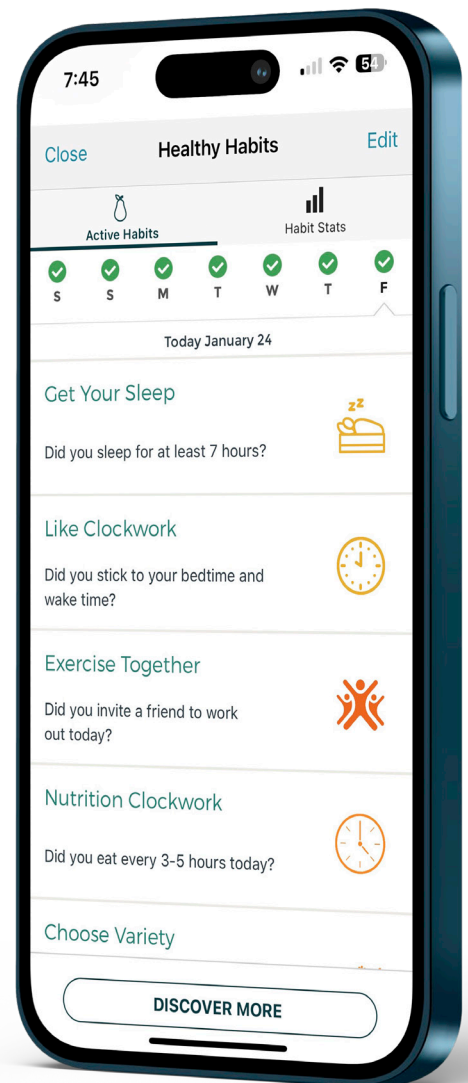 7:45
54
Close Healthy Habits Edit
Active Habits Habit Stats
S S M T W T F
Today January 24
Get Your Sleep
zz
Did you sleep for at least 7 hours?
Like Clockwork
Did you stick to your bedtime and
wake time?
Exercise Together
Did you invite a friend to work
out today?
Nutrition Clockwork
Did you eat every 3-5 hours today?
Choose Variety
DISCOVER MORE